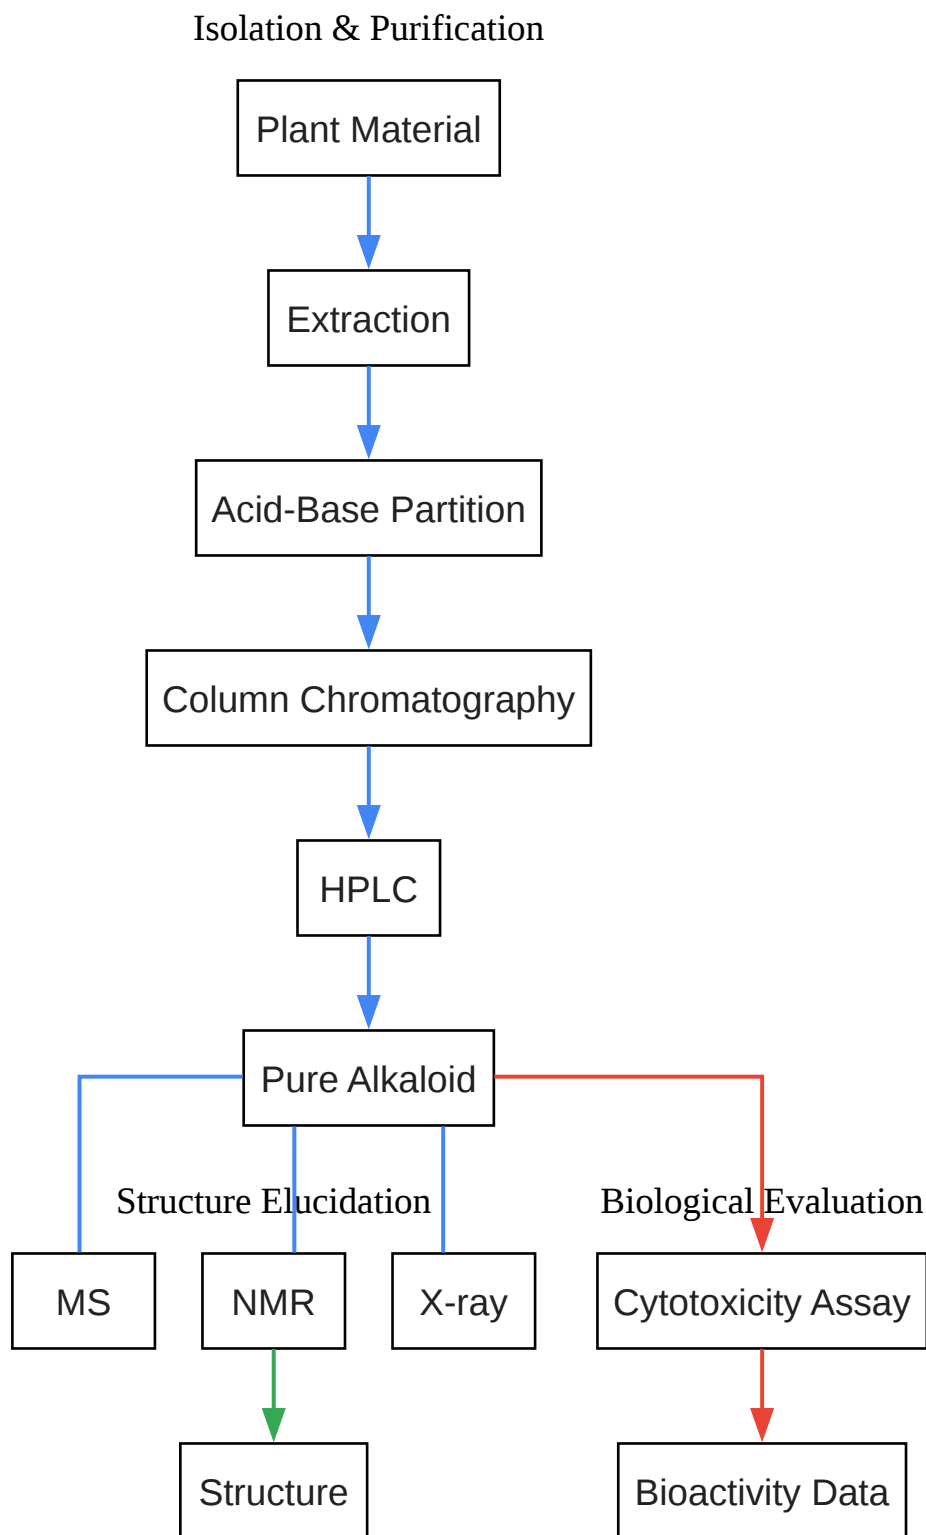 Isolation & Purification
Plant Material
Extraction
Acid-Base Partition
Column Chromatography
HPLC
Pure Alkaloid
Structure Elucidation
Biological Evaluation
MS
NMR
X-ray
Cytotoxicity Assay
Structure
Bioactivity Data